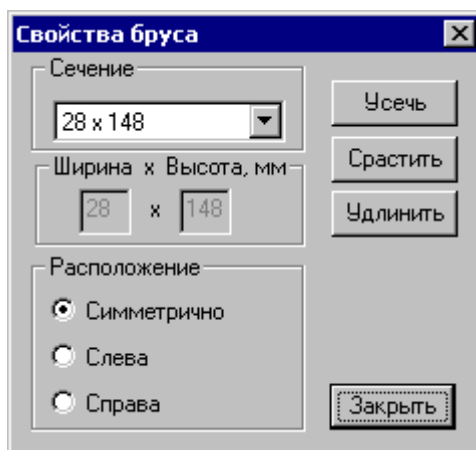 Свойства бруса
Сечение
28 x 148
Ширина x Высота, мм
28 x 148
Расположение
Симметрично
Слева
Справа
Усечь
Срастить
Удлинить
Закрыть